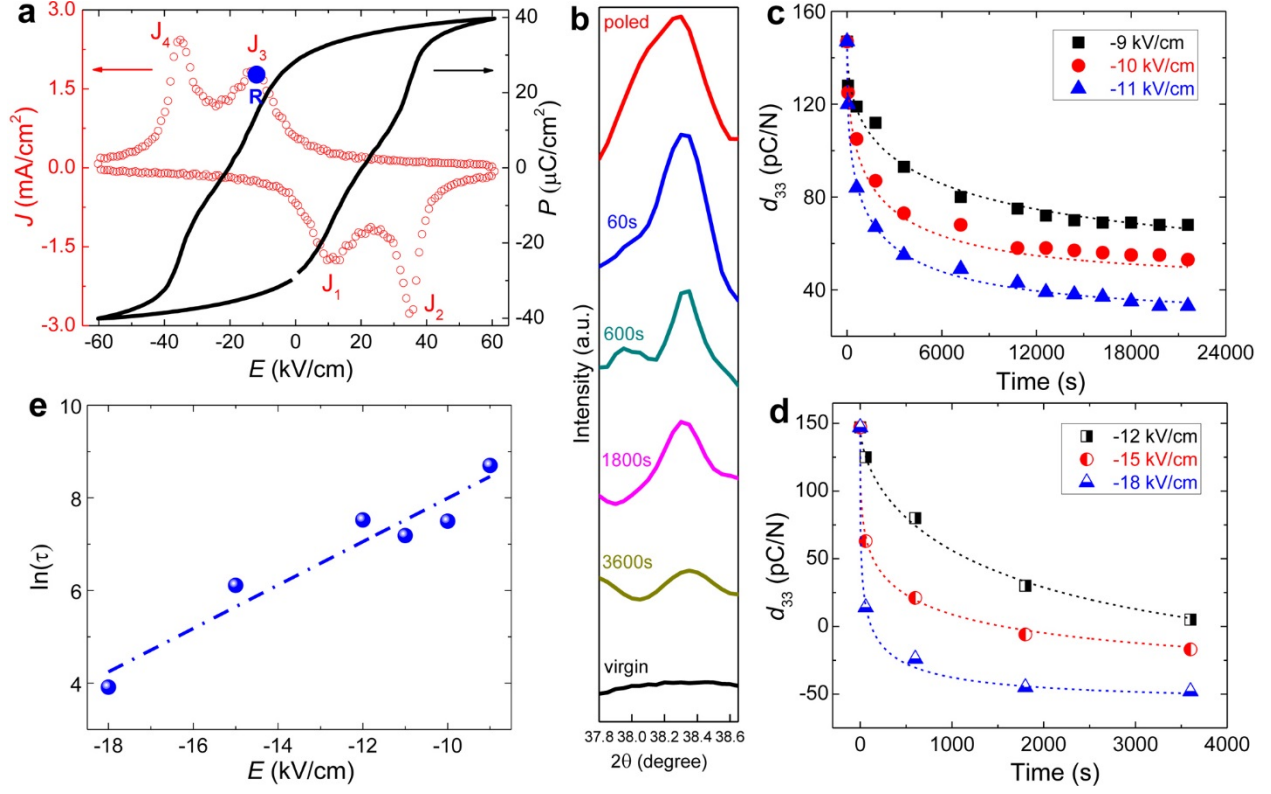 a
J (mA/cm²)
3.0
1.5
0.0
-1.5
-3.0
J₄
J₃
R
J₁
J₂
40
20
0
-20
-40
P (μC/cm²)
-60 -40 -20 0 20 40 60
E (kV/cm)
b
Intensity (a.u.)
poled
60s
600s
1800s
3600s
virgin
37.8 38.0 38.2 38.4 38.6
2θ (degree)
c
d₃₃ (pC/N)
160
120
80
40
-9 kV/cm
-10 kV/cm
-11 kV/cm
0 6000 12000 18000 24000
Time (s)
e
ln(τ)
10
8
6
4
-18 -16 -14 -12 -10
E (kV/cm)
d
d₃₃ (pC/N)
150
100
50
0
-50
-12 kV/cm
-15 kV/cm
-18 kV/cm
0 1000 2000 3000 4000
Time (s)